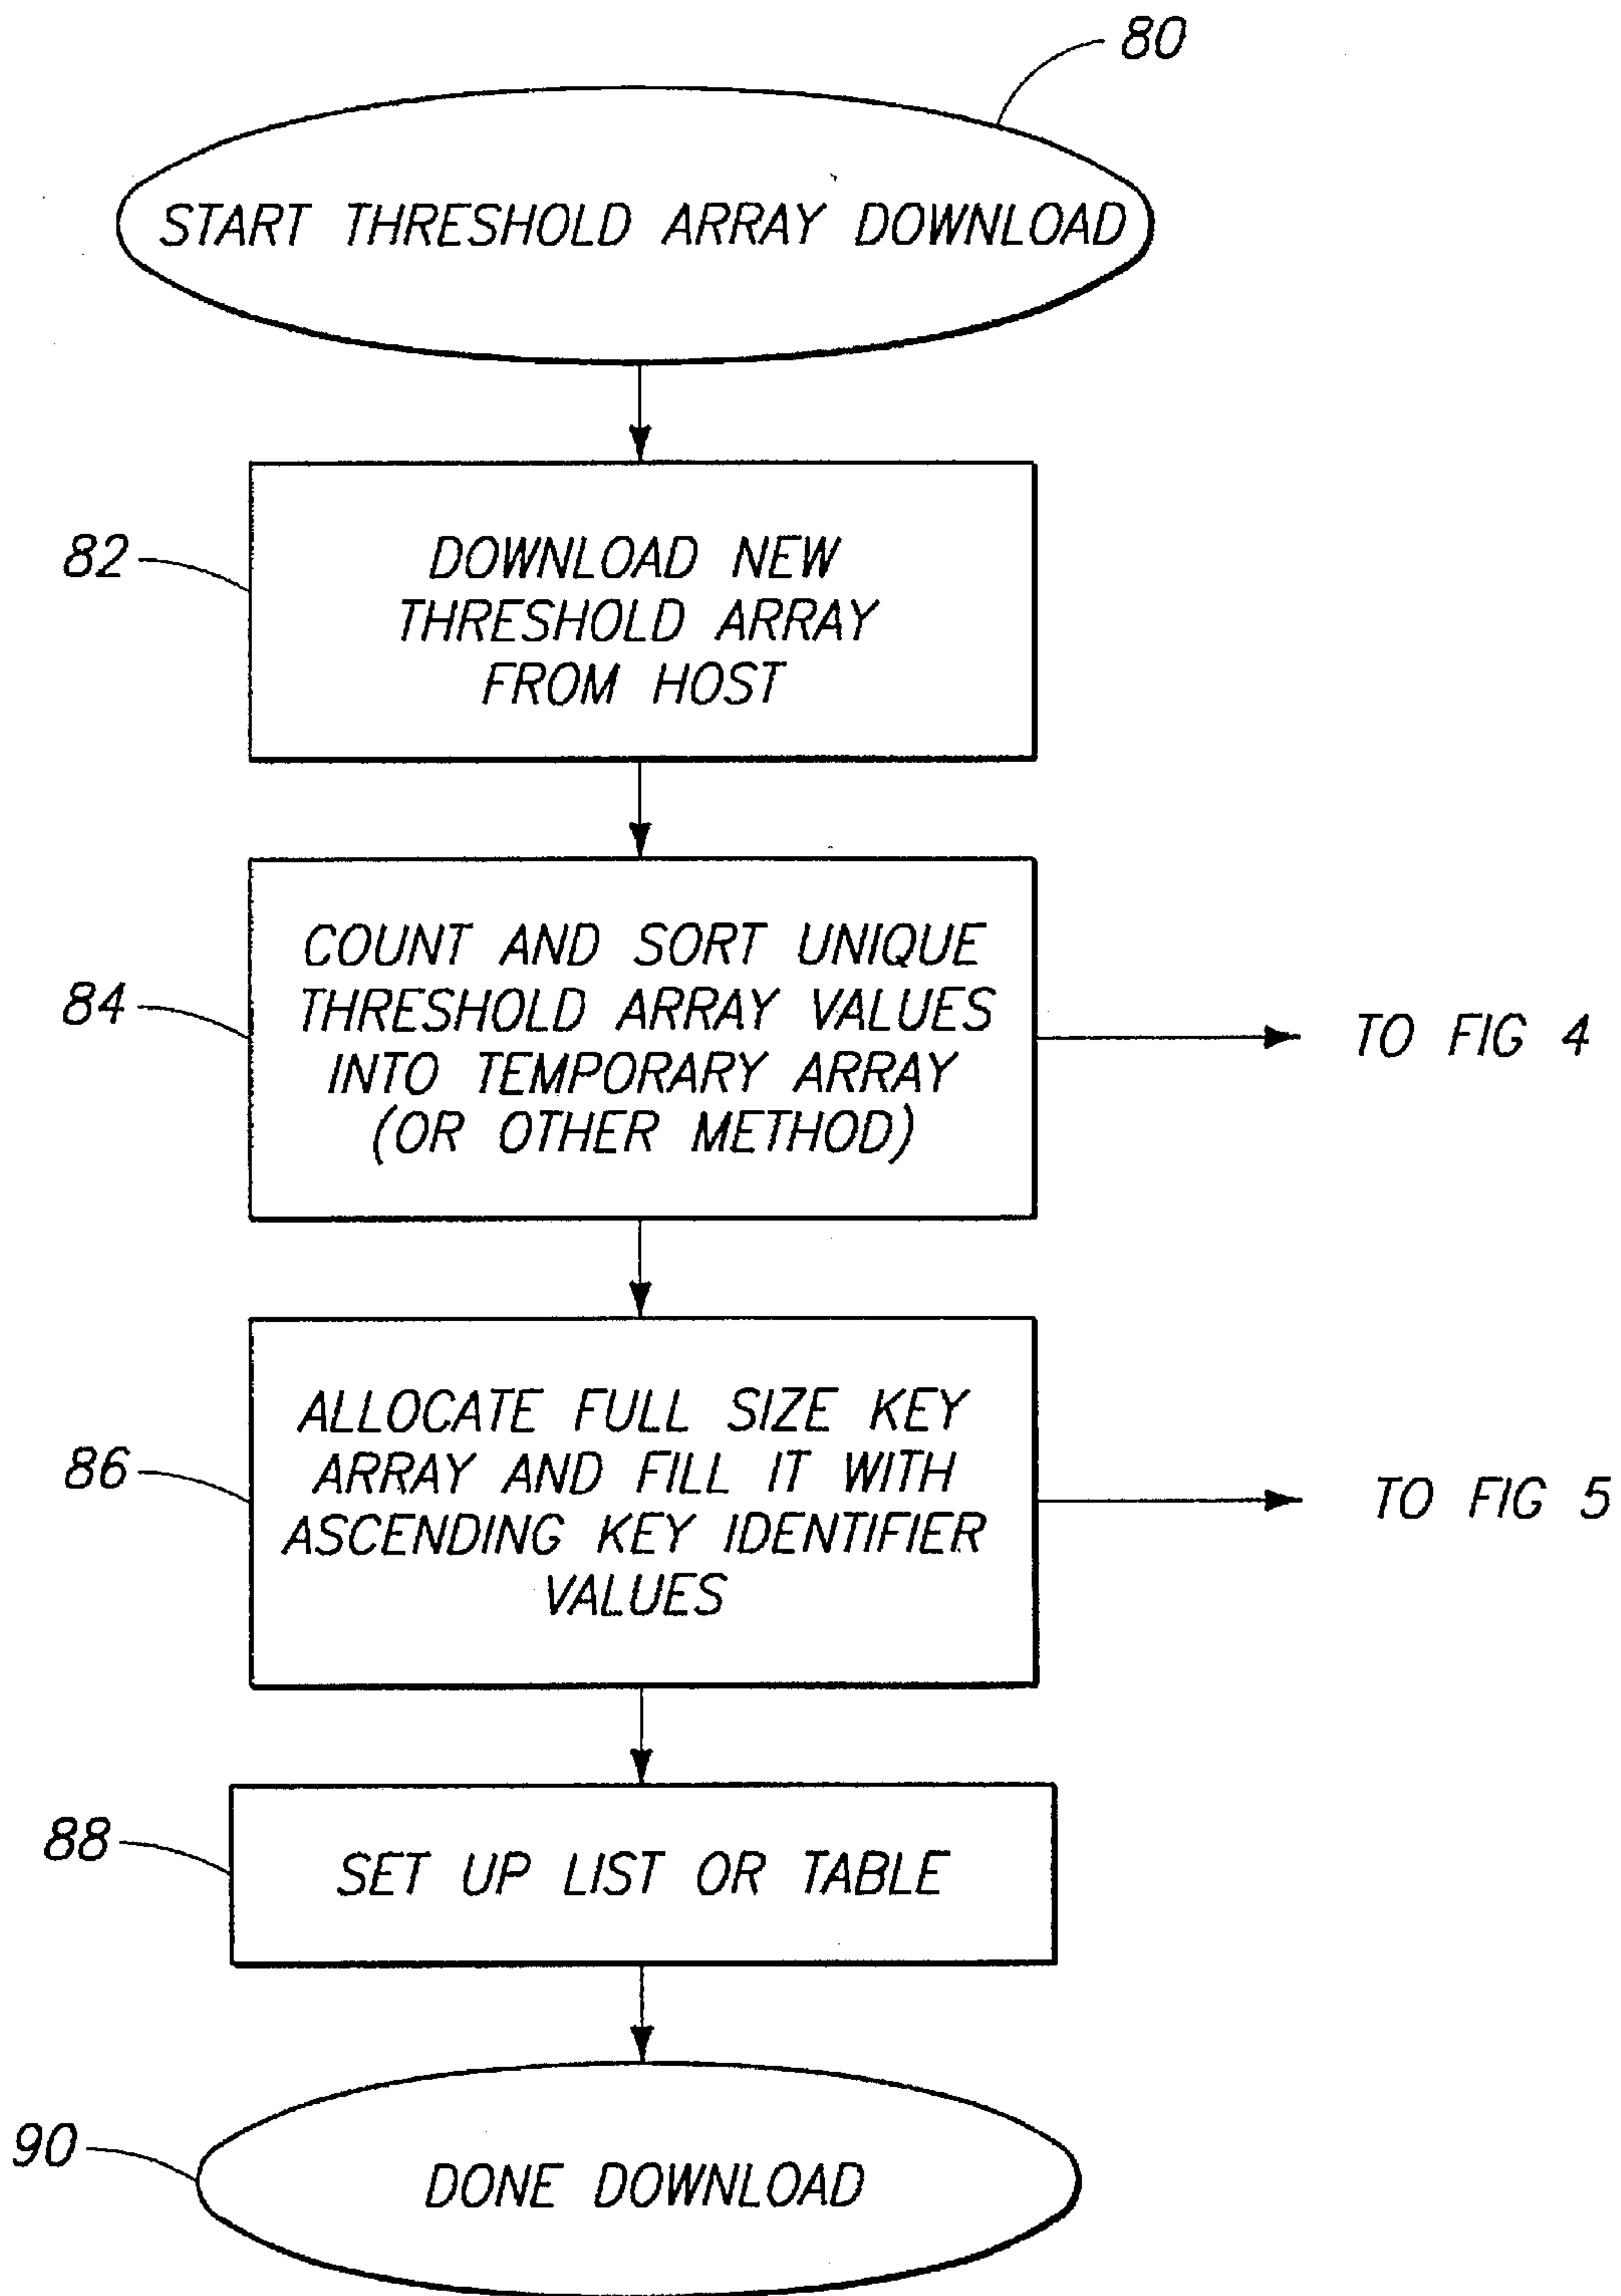 80
START THRESHOLD ARRAY DOWNLOAD
82
DOWNLOAD NEW
THRESHOLD ARRAY
FROM HOST
84
COUNT AND SORT UNIQUE
THRESHOLD ARRAY VALUES
INTO TEMPORARY ARRAY
(OR OTHER METHOD)
TO FIG 4
86
ALLOCATE FULL SIZE KEY
ARRAY AND FILL IT WITH
ASCENDING KEY IDENTIFIER
VALUES
TO FIG 5
88
SET UP LIST OR TABLE
90
DONE DOWNLOAD